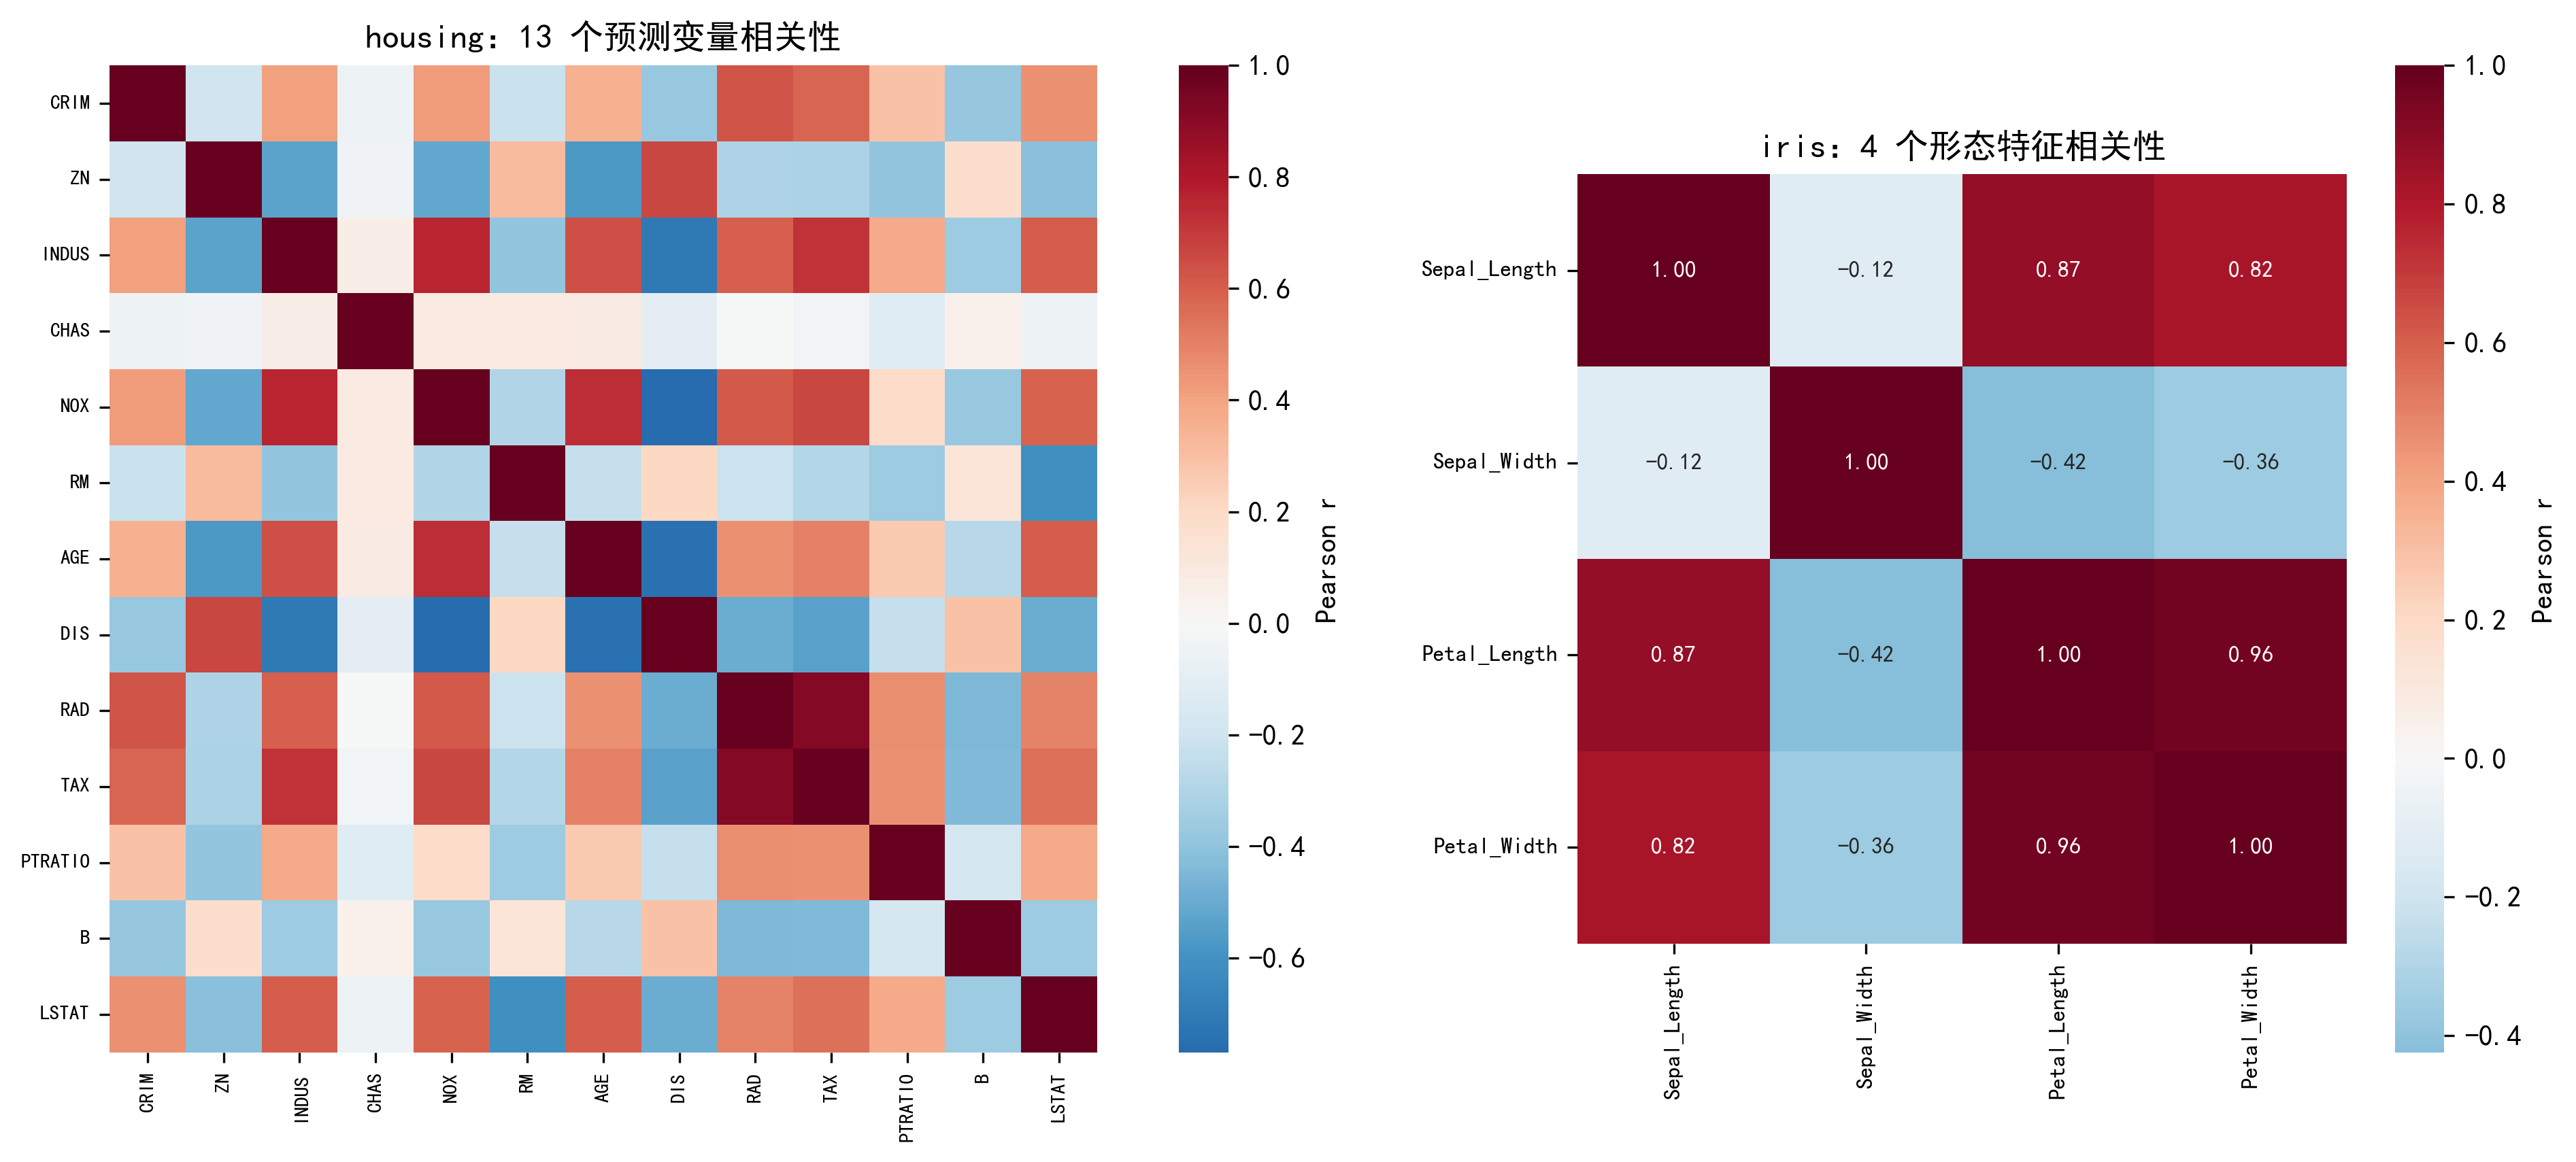 housing: 13 个预测变量相关性
CRIM
ZN
INDUS
CHAS
NOX
RM
AGE
DIS
RAD
TAX
PTRATIO
B
LSTAT
CRIM
ZN
INDUS
CHAS
NOX
RM
AGE
DIS
RAD
TAX
PTRATIO
B
LSTAT
1.0
0.8
0.6
0.4
0.2
0.0
-0.2
-0.4
-0.6
Pearson r
iris: 4 个形态特征相关性
Sepal_Length
1.00 -0.12 0.87 0.82
Sepal_Width
-0.12 1.00 -0.42 -0.36
Petal_Length
0.87 -0.42 1.00 0.96
Petal_Width
0.82 -0.36 0.96 1.00
Sepal_Length
Sepal_Width
Petal_Length
Petal_Width
1.0
0.8
0.6
0.4
0.2
0.0
-0.2
-0.4
Pearson r